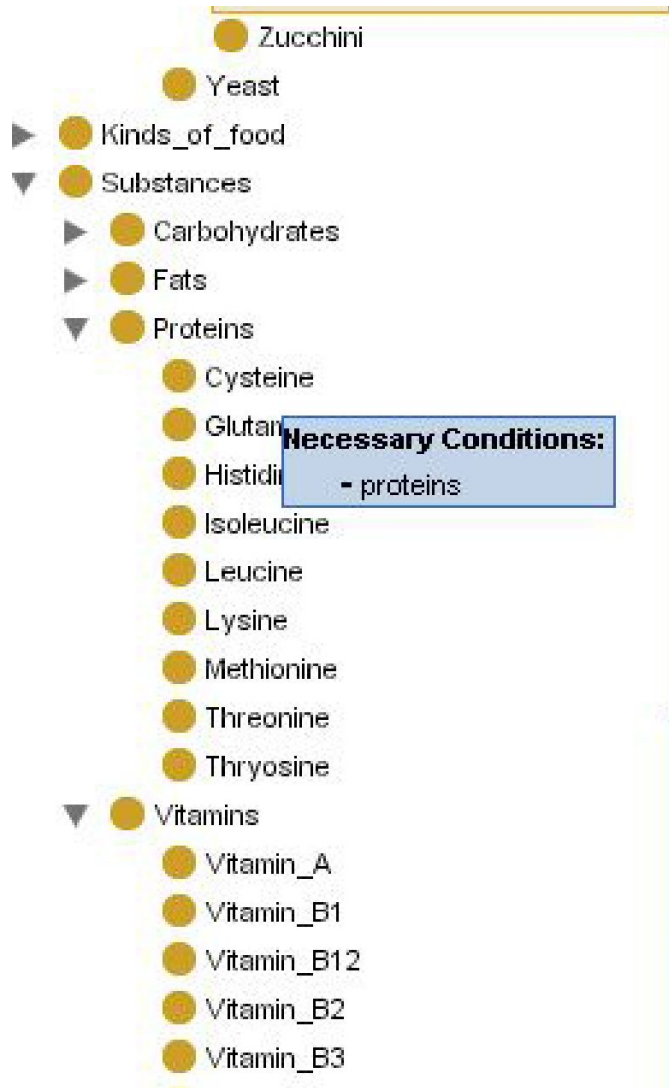 Zucchini
Yeast
Kinds_of_food
Substances
Carbohydrates
Fats
Proteins
Cysteine
Necessary Conditions:
- proteins
Isoleucine
Leucine
Lysine
Methionine
Threonine
Thryosine
Vitamins
Vitamin_A
Vitamin_B1
Vitamin_B12
Vitamin_B2
Vitamin_B3